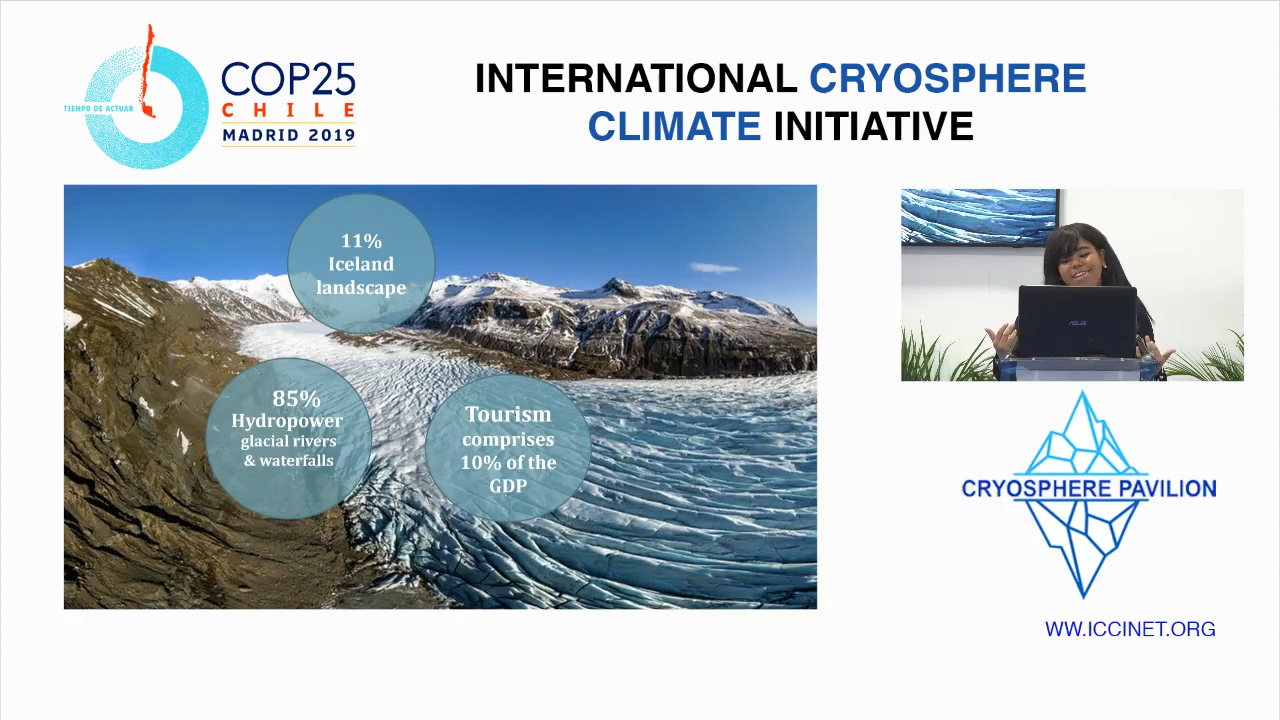 TIEMPO DE ACTUAR
COP25
CHILE
MADRID 2019
INTERNATIONAL CRYOSPHERE
CLIMATE INITIATIVE
11%
Iceland
landscape
85%
Hydropower
glacial rivers
& waterfalls
Tourism
comprises
10% of the
GDP
ASUS
CRYOSPHERE PAVILION
WW.ICCINET.ORG